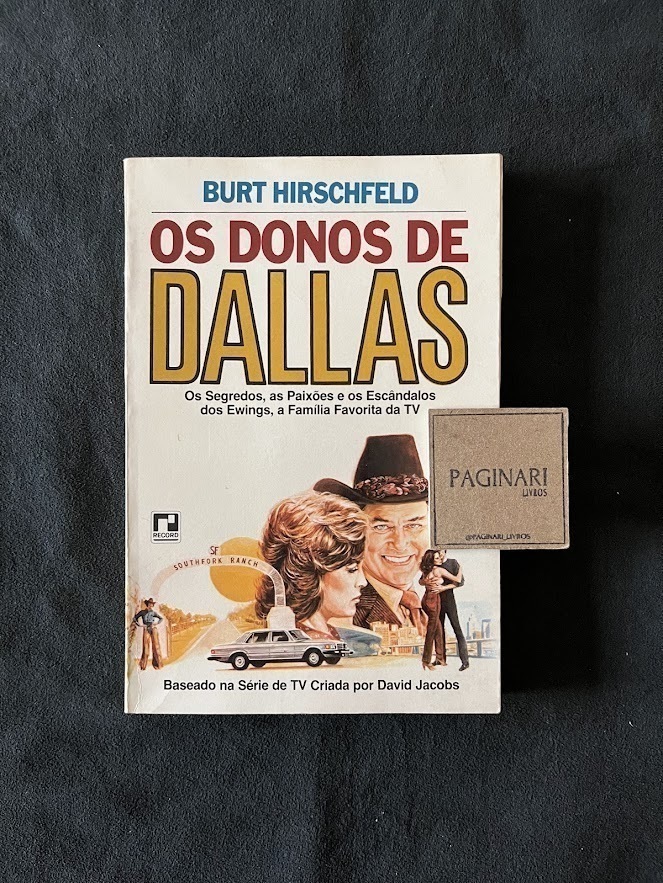 BURT HIRSCHFELD
OS DONOS DE
DALLAS
Os Segredos, as Paixões e os Escândalos
dos Ewings, a Família Favorita da TV
PAGINARI
LIVROS
@PAGINARI_LIVROS
RECORD
SF
SOUTHFORK RANCH
Baseado na Série de TV Criada por David Jacobs